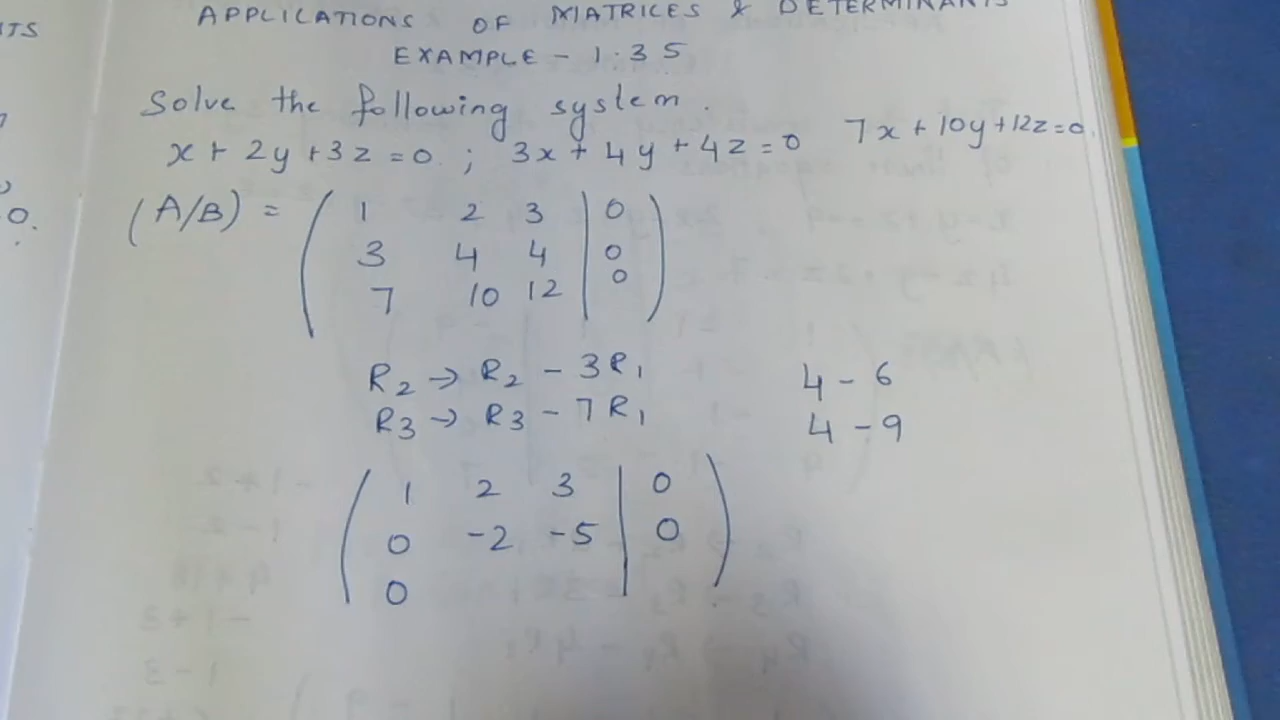 APPLICATIONS OF MATRICES & DETERMINANTS
EXAMPLE - 1.35
Solve the following system.
x + 2y + 3z = 0 ; 3x + 4y + 4z = 0 7x + 10y + 12z = 0.
(A/B) = ( 1 2 3 | 0 )
3 4 4 | 0
7 10 12 | 0
R2 → R2 - 3R1
4 - 6
R3 → R3 - 7R1
4 - 9
1 2 3 | 0
0 -2 -5 | 0
0